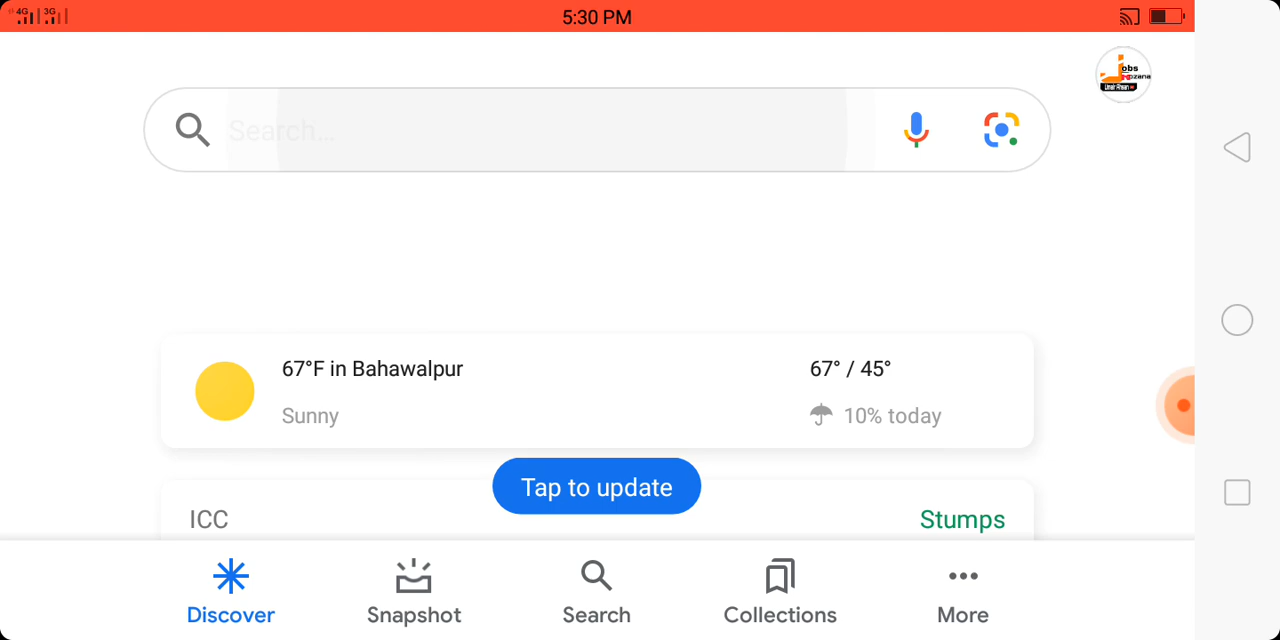 4G 3G
5:30 PM
obs
Search...
67°F in Bahawalpur
67° / 45°
Sunny
10% today
Tap to update
ICC
Stumps
Discover
Snapshot
Search
Collections
More